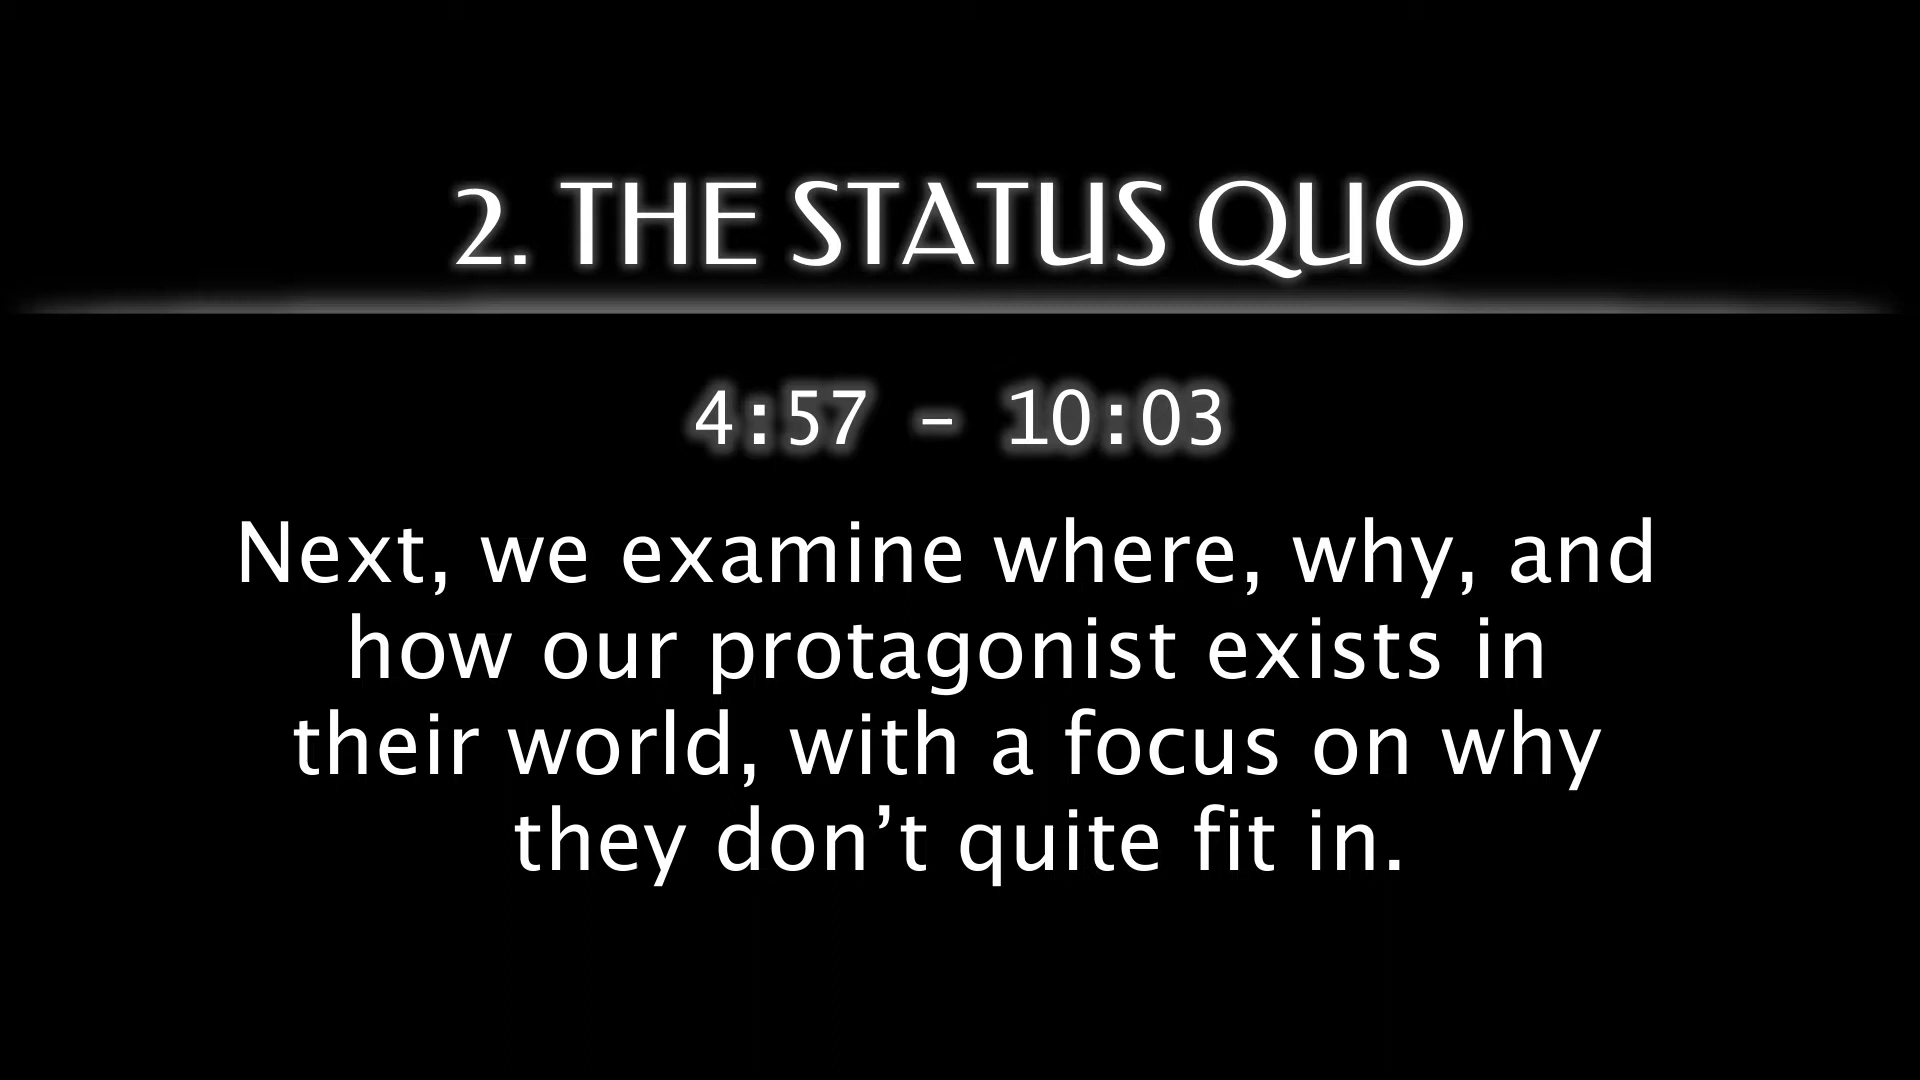 2. THE STATUS QUO
4:57 - 10:03
Next, we examine where, why, and
how our protagonist exists in
their world, with a focus on why
they don’t quite fit in.